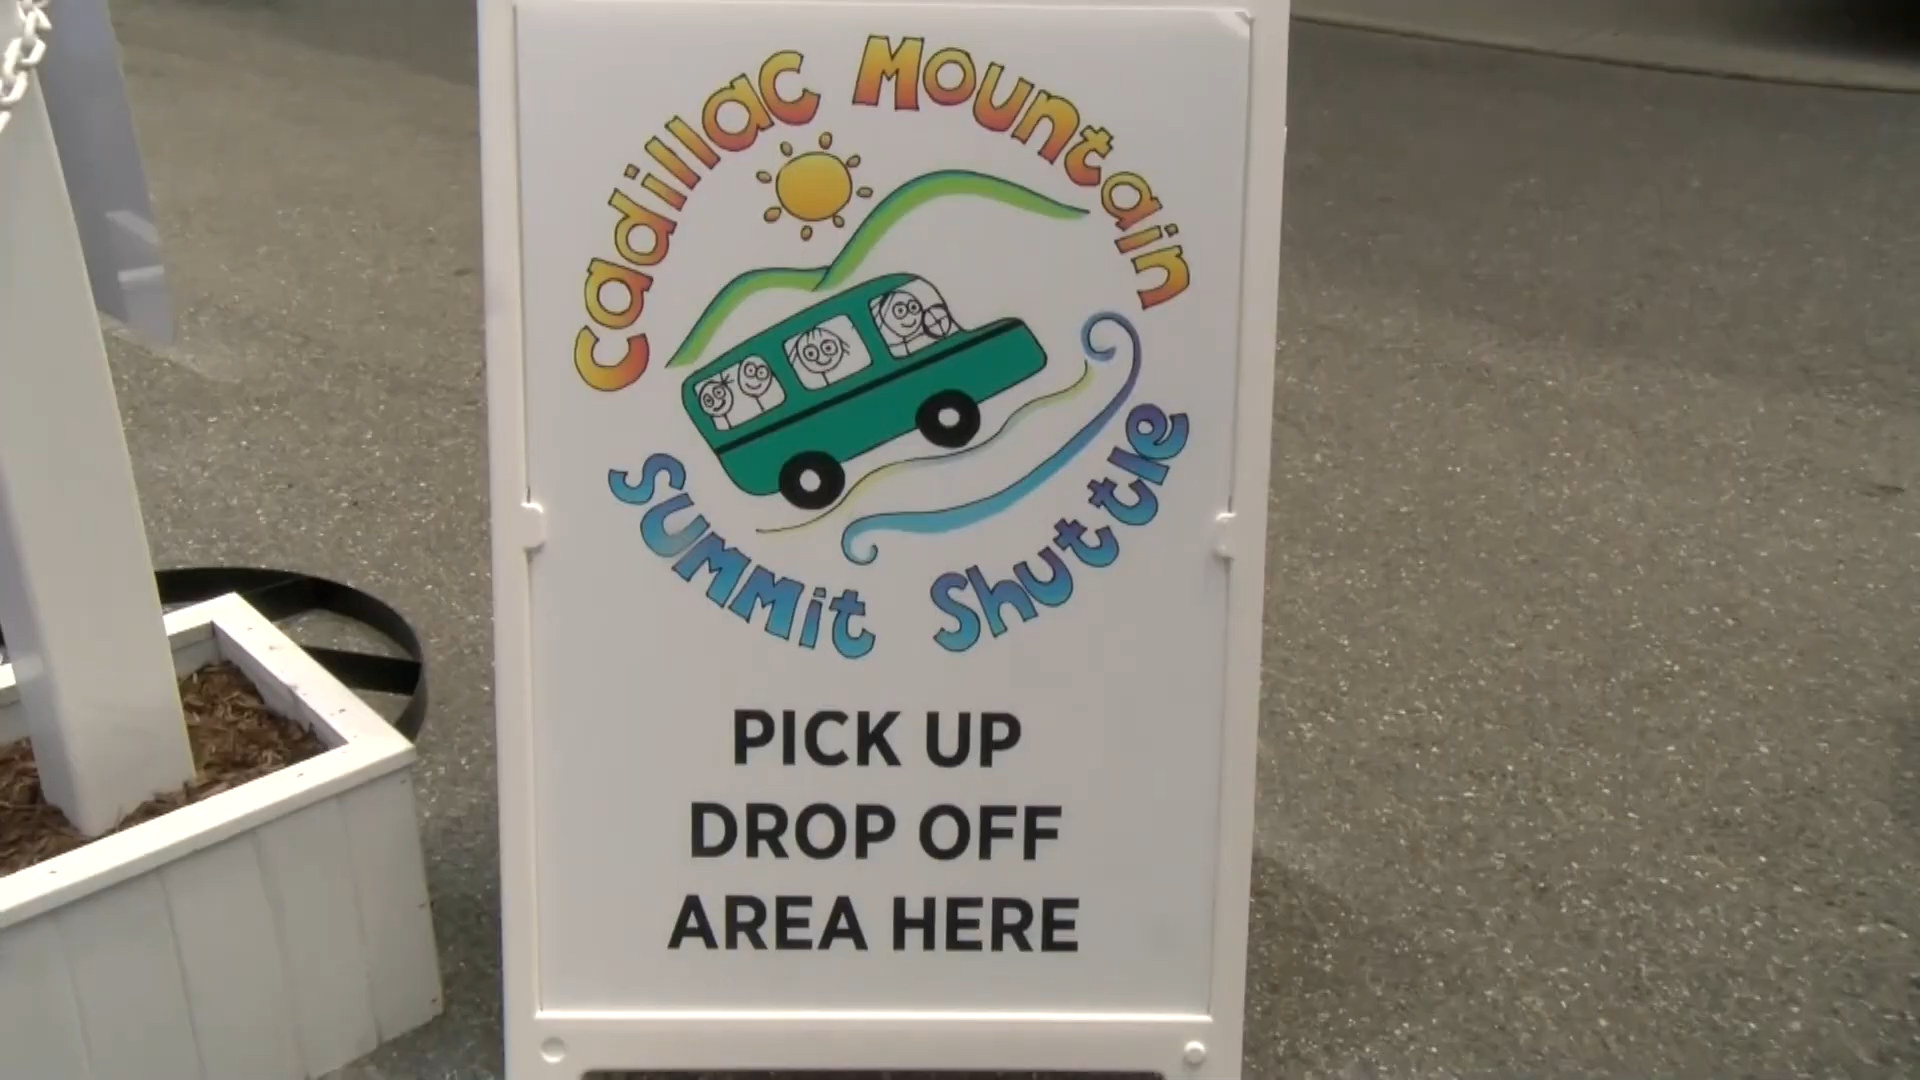 Cadillac Mountain
Summit Shuttle
PICK UP
DROP OFF
AREA HERE